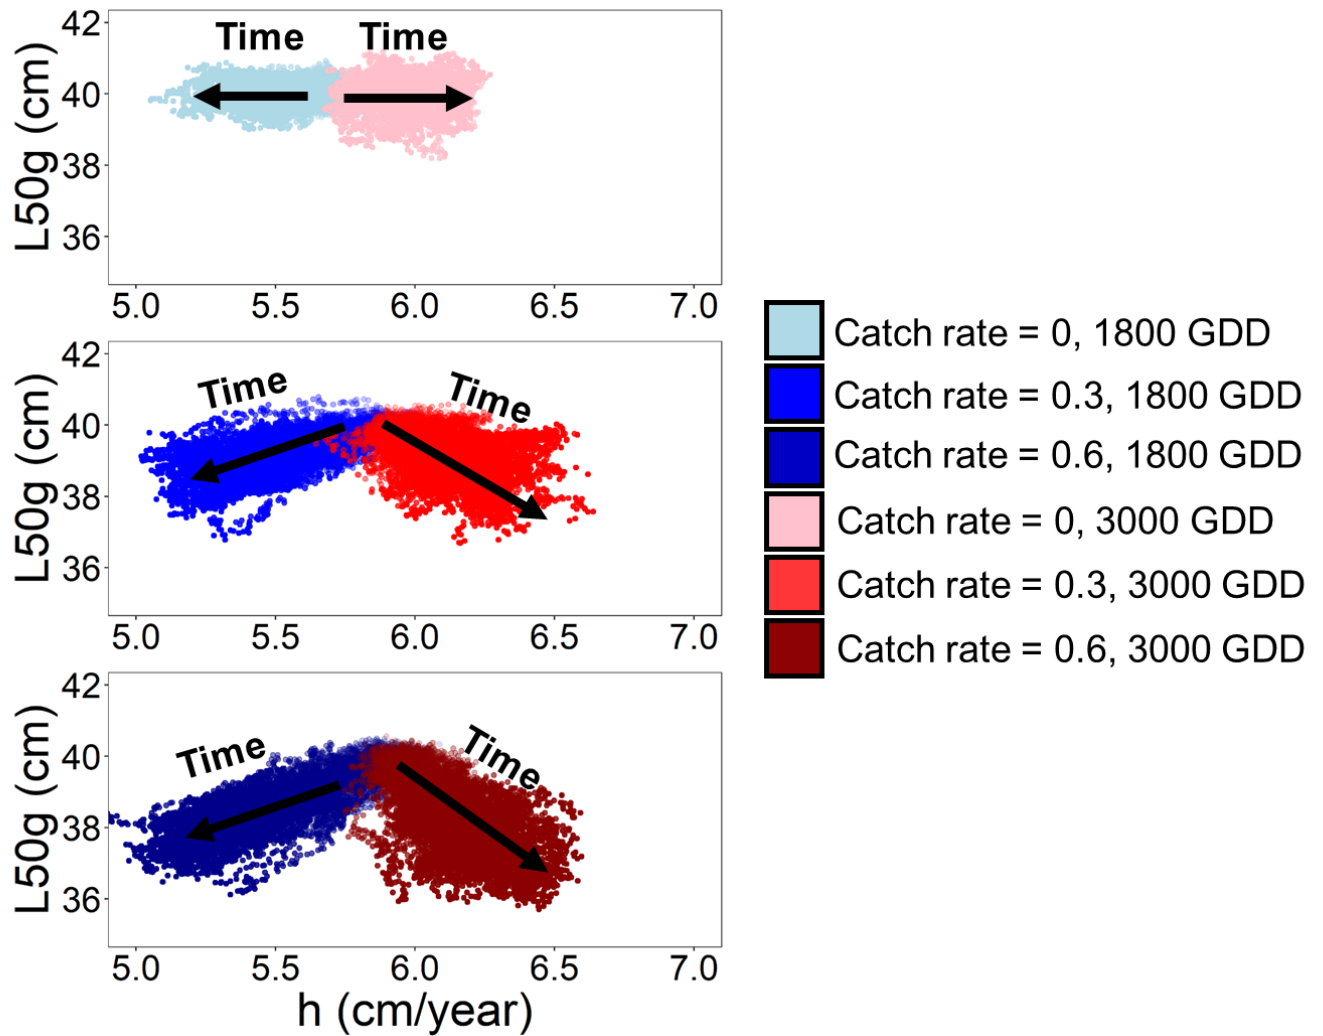 L50g (cm)
42
40
38
36
Time
Time
5.0
5.5
6.0
6.5
7.0
L50g (cm)
42
40
38
36
Time
Time
5.0
5.5
6.0
6.5
7.0
L50g (cm)
42
40
38
36
Time
Time
5.0
5.5
6.0
6.5
7.0
h (cm/year)
Catch rate = 0, 1800 GDD
Catch rate = 0.3, 1800 GDD
Catch rate = 0.6, 1800 GDD
Catch rate = 0, 3000 GDD
Catch rate = 0.3, 3000 GDD
Catch rate = 0.6, 3000 GDD